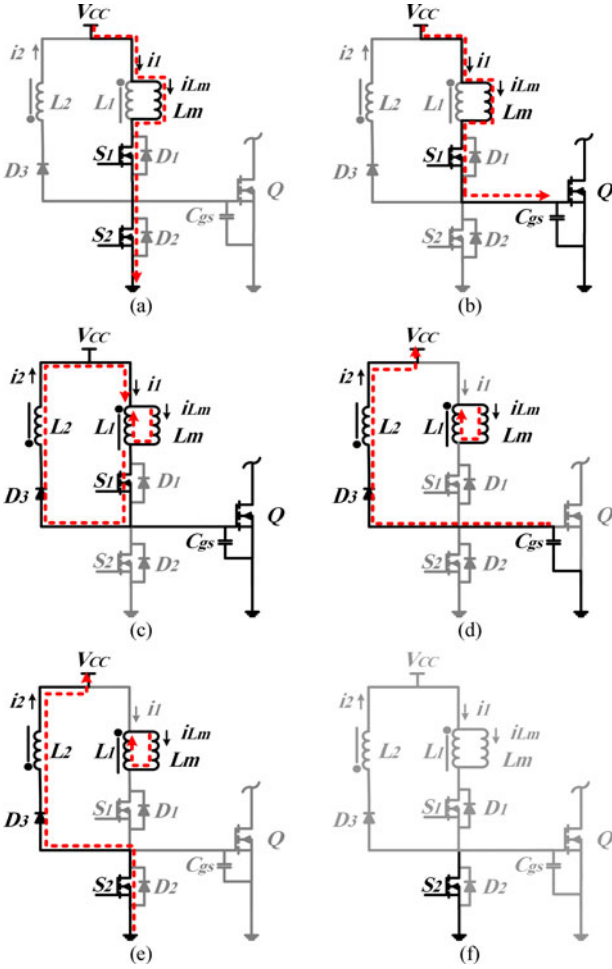 VCC
i2
i1
iLm
L2
L1
Lm
D3
S1
D1
Q
Cgs
S2
D2
(a)
VCC
i2
i1
iLm
L2
L1
Lm
D3
S1
D1
Q
Cgs
S2
D2
(b)
VCC
i2
i1
iLm
L2
L1
Lm
D3
S1
D1
Q
Cgs
S2
D2
(c)
VCC
i2
i1
iLm
L2
L1
Lm
D3
S1
D1
Q
Cgs
S2
D2
(d)
VCC
i2
i1
iLm
L2
L1
Lm
D3
S1
D1
Q
Cgs
S2
D2
(e)
VCC
i2
i1
iLm
L2
L1
Lm
D3
S1
D1
Q
Cgs
S2
D2
(f)